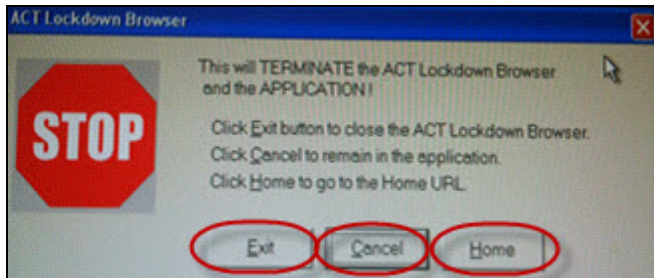 ACT Lockdown Browser
STOP
This will TERMINATE the ACT Lockdown Browser
and the APPLICATION!
Click Exit button to close the ACT Lockdown Browser.
Click Cancel to remain in the application.
Click Home to go to the Home URL
Exit Cancel Home